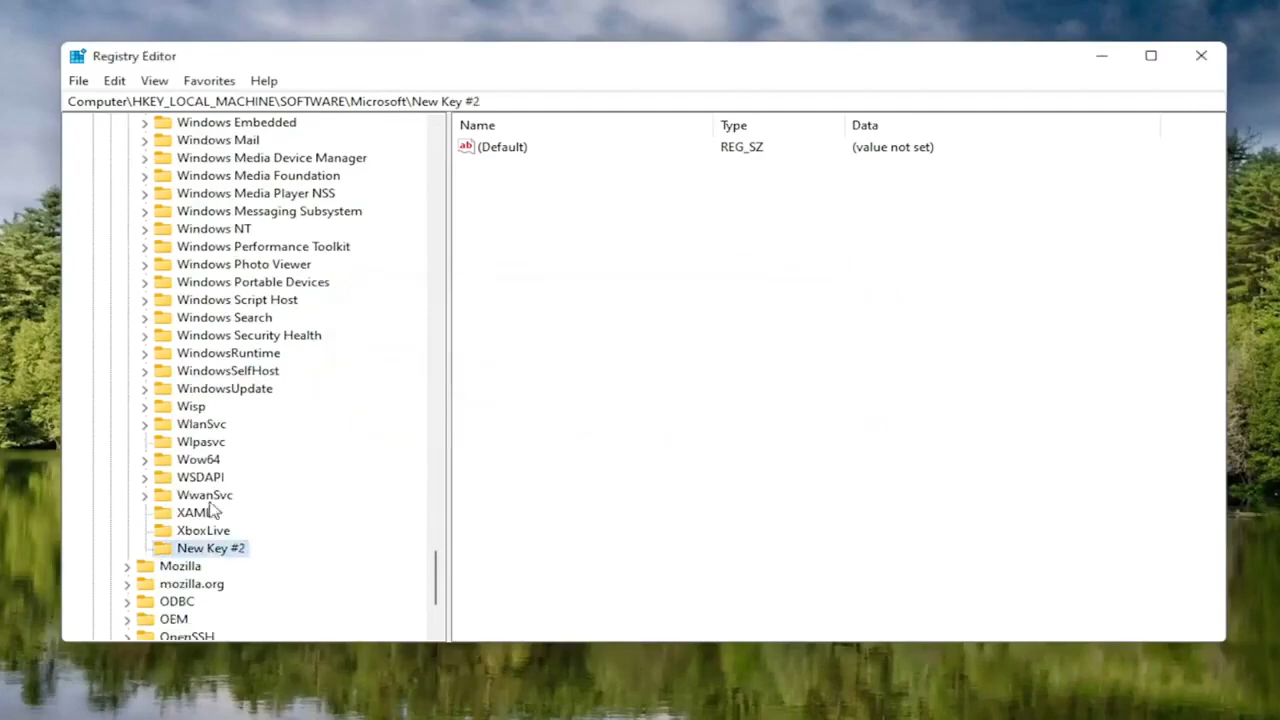 Registry Editor
File Edit View Favorites Help
Computer\HKEY_LOCAL_MACHINE\SOFTWARE\Microsoft\New Key #2
Windows Embedded
Windows Mail
Windows Media Device Manager
Windows Media Foundation
Windows Media Player NSS
Windows Messaging Subsystem
Windows NT
Windows Performance Toolkit
Windows Photo Viewer
Windows Portable Devices
Windows Script Host
Windows Search
Windows Security Health
WindowsRuntime
WindowsSelfHost
WindowsUpdate
Wisp
WlanSvc
Wlpasvc
Wow64
WSDAPI
WwanSvc
XAML
XboxLive
New Key #2
Mozilla
mozilla.org
ODBC
OEM
OpenSSH
Name Type Data
ab (Default) REG_SZ (value not set)